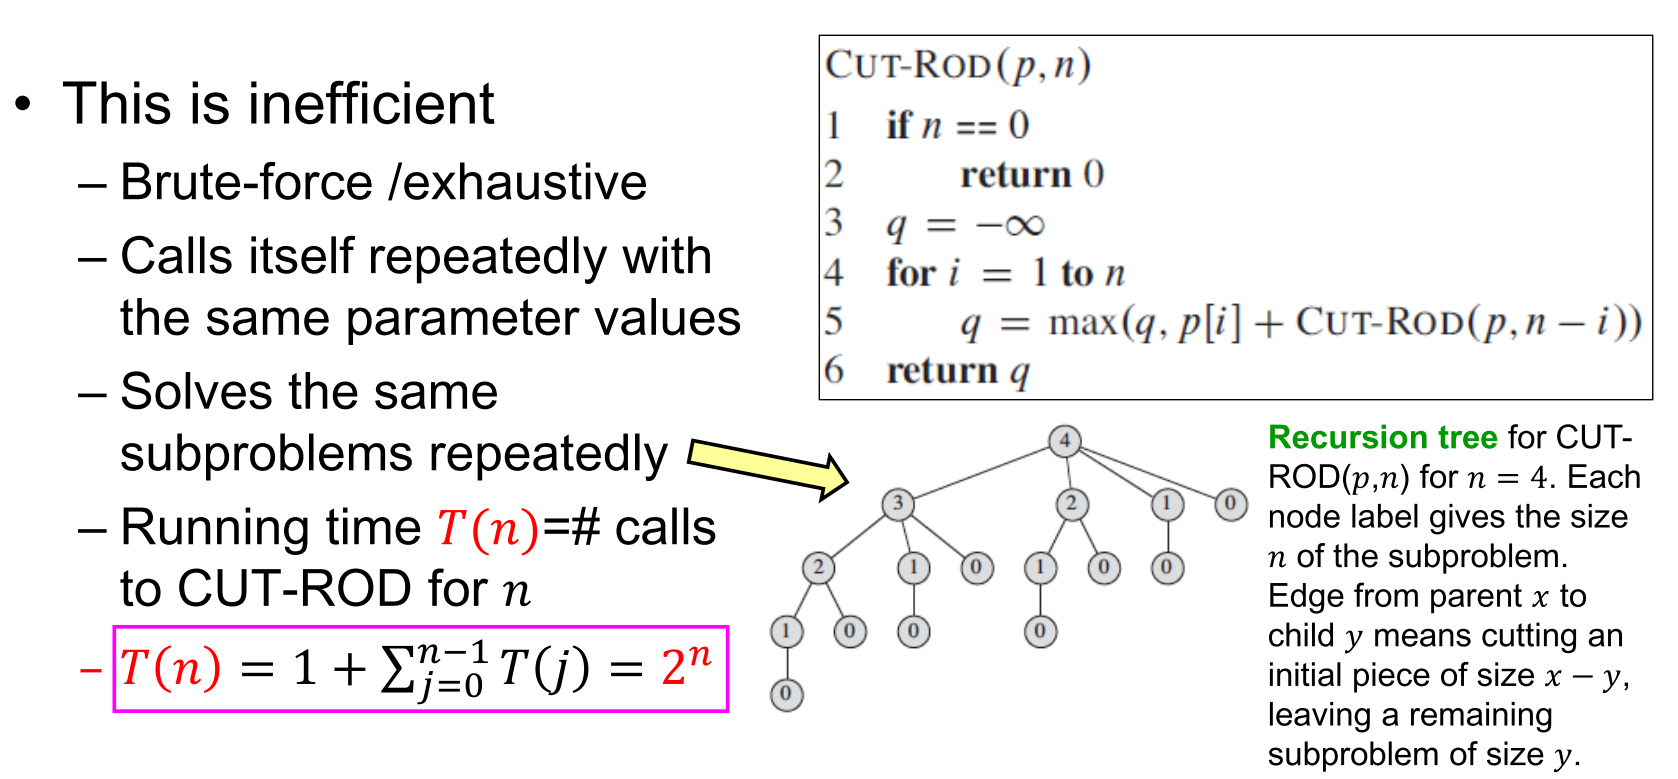 • This is inefficient
– Brute-force /exhaustive
– Calls itself repeatedly with
the same parameter values
– Solves the same
subproblems repeatedly
– Running time T(n)=# calls
to CUT-ROD for n
– T(n) = 1 + ∑_{j=0}^{n−1} T(j) = 2^n
CUT-ROD(p, n)
1 if n == 0
2 return 0
3 q = −∞
4 for i = 1 to n
5 q = max(q, p[i] + CUT-ROD(p, n − i))
6 return q
4
3 2 1 0
2 1 0 1 0 0
1 0 0 0
0
Recursion tree for CUT-
ROD(p,n) for n = 4. Each
node label gives the size
n of the subproblem.
Edge from parent x to
child y means cutting an
initial piece of size x − y,
leaving a remaining
subproblem of size y.